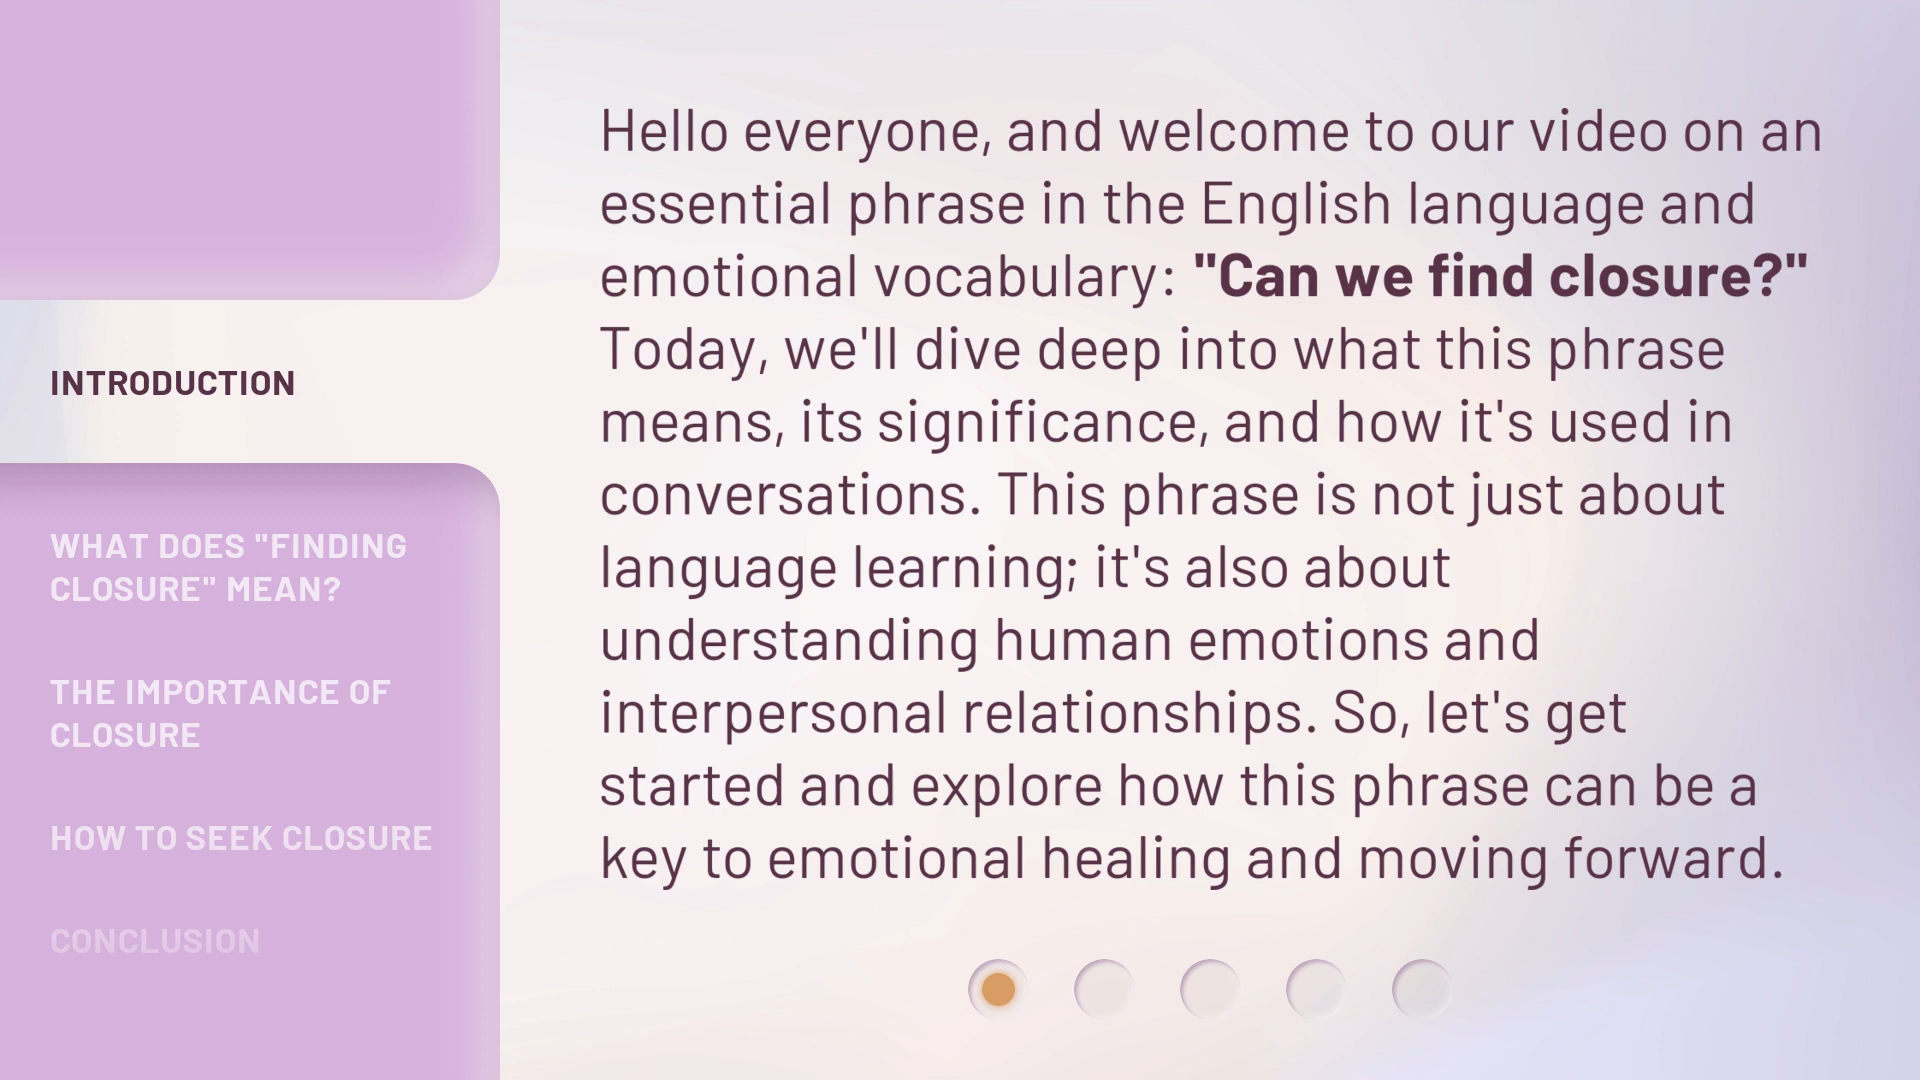 INTRODUCTION
WHAT DOES "FINDING
CLOSURE" MEAN?
THE IMPORTANCE OF
CLOSURE
HOW TO SEEK CLOSURE
CONCLUSION
Hello everyone, and welcome to our video on an
essential phrase in the English language and
emotional vocabulary: "Can we find closure?"
Today, we'll dive deep into what this phrase
means, its significance, and how it's used in
conversations. This phrase is not just about
language learning; it's also about
understanding human emotions and
interpersonal relationships. So, let's get
started and explore how this phrase can be a
key to emotional healing and moving forward.